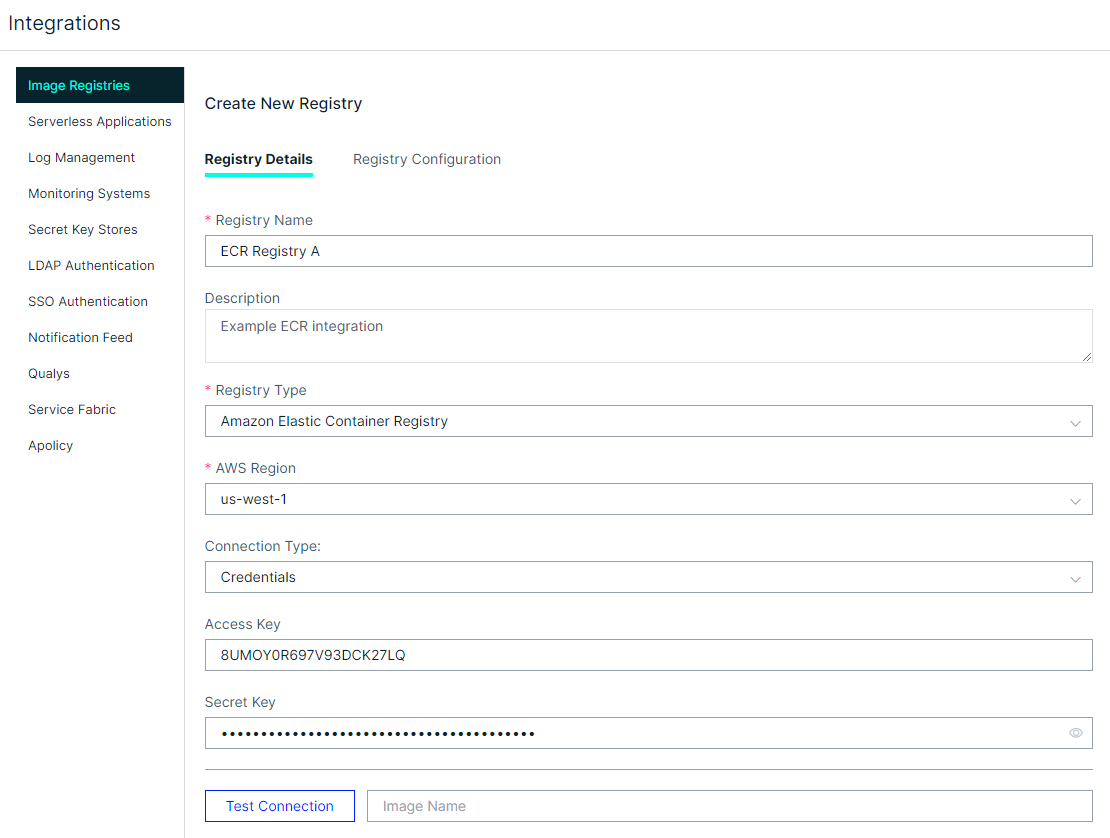 Integrations
Image Registries
Serverless Applications
Log Management
Monitoring Systems
Secret Key Stores
LDAP Authentication
SSO Authentication
Notification Feed
Qualys
Service Fabric
Apolicy
Create New Registry
Registry Details Registry Configuration
* Registry Name
ECR Registry A
Description
Example ECR integration
* Registry Type
Amazon Elastic Container Registry
* AWS Region
us-west-1
Connection Type:
Credentials
Access Key
8UMOY0R697V93DCK27LQ
Secret Key
••••••••••••••••••••••••••••••••••••••••
Test Connection Image Name